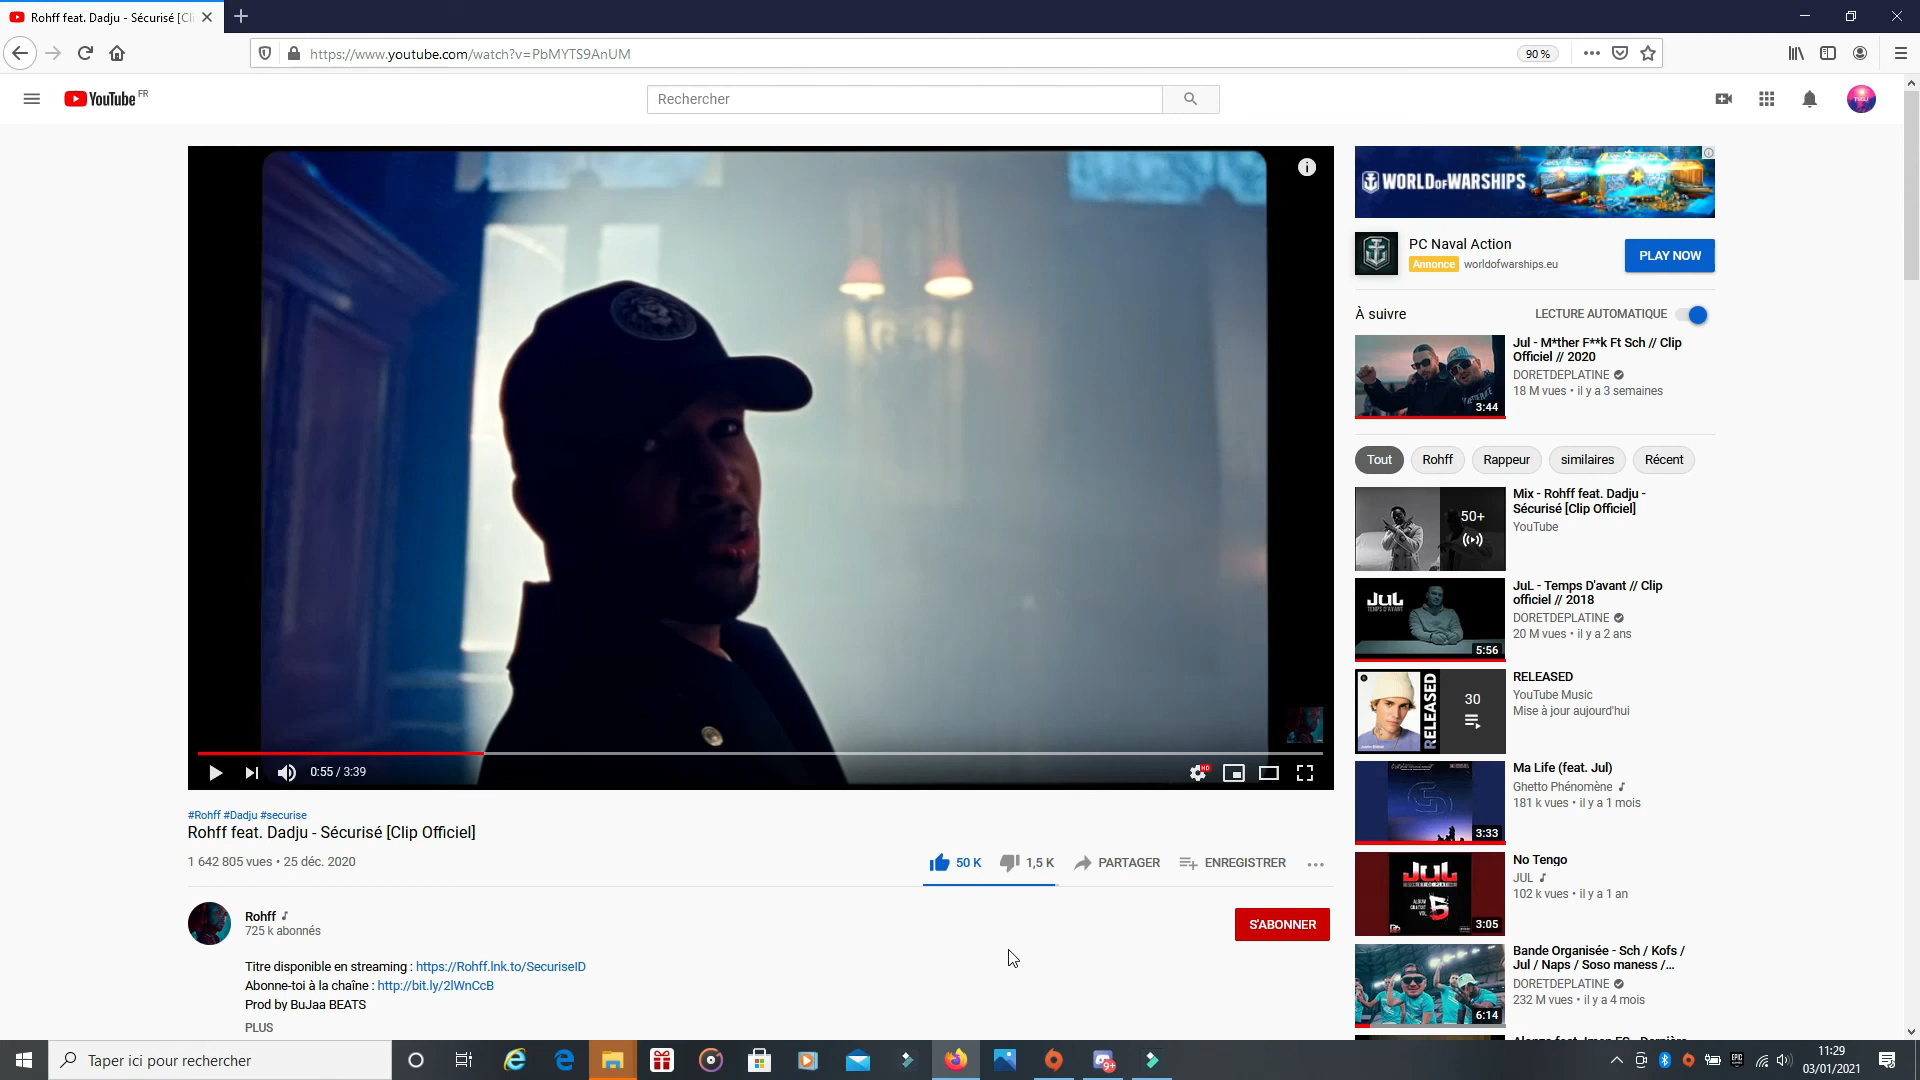 Rohff feat. Dadju - Sécurisé [Cli
https://www.youtube.com/watch?v=PbMYTS9AnUM
90 %
YouTube FR
Rechercher
WORLD OF WARSHIPS
PC Naval Action
Annonce worldofwarships.eu
PLAY NOW
À suivre
LECTURE AUTOMATIQUE
Jul - M*ther F**k Ft Sch // Clip
Officiel // 2020
DORETDEPLATINE
18 M vues • il y a 3 semaines
3:44
Tout
Rohff
Rappeur
similaires
Récent
Mix - Rohff feat. Dadju -
Sécurisé [Clip Officiel]
YouTube
50+
JuL - Temps D'avant // Clip
officiel // 2018
DORETDEPLATINE
20 M vues • il y a 2 ans
JUL
TEMPS D'AVANT
5:56
RELEASED
YouTube Music
Mise à jour aujourd'hui
RELEASED
30
Ma Life (feat. Jul)
Ghetto Phénomène
181 k vues • il y a 1 mois
3:33
No Tengo
JUL
102 k vues • il y a 1 an
JUL
3:05
Bande Organisée - Sch / Kofs /
Jul / Naps / Soso maness /...
DORETDEPLATINE
232 M vues • il y a 4 mois
6:14
0:55 / 3:39
HD
#Rohff #Dadju #securise
Rohff feat. Dadju - Sécurisé [Clip Officiel]
1 642 805 vues • 25 déc. 2020
50 K
1,5 K
PARTAGER
ENREGISTRER
Rohff
725 k abonnés
S'ABONNER
Titre disponible en streaming : https://Rohff.lnk.to/SecuriseID
Abonne-toi à la chaîne : http://bit.ly/2lWnCcB
Prod by BuJaa BEATS
PLUS
Taper ici pour rechercher
9+
EPIC
11:29
03/01/2021